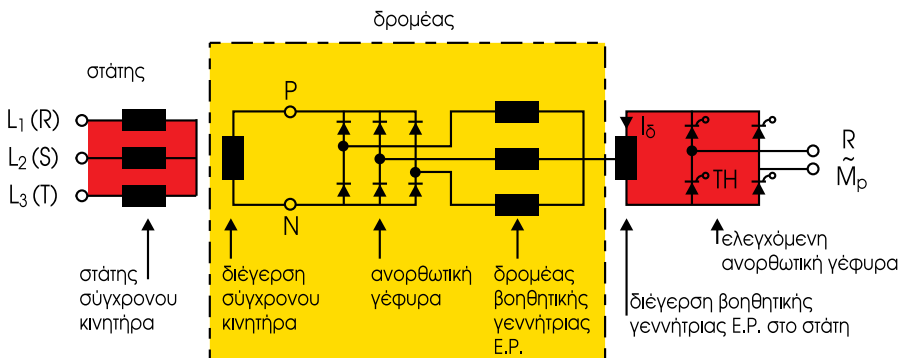 δρομέας
στάτης
L1 (R)
L2 (S)
L3 (T)
P
N
Iδ
TH
R
M̃p
στάτης
σύγχρονου
κινητήρα
διέγερση
σύγχρονου
κινητήρα
ανορθωτική
γέφυρα
δρομέας
βοηθητικής
γεννήτριας
Ε.Ρ.
ελεγχόμενη
ανορθωτική γέφυρα
διέγερση βοηθητικής
γεννήτριας Ε.Ρ. στο στάτη